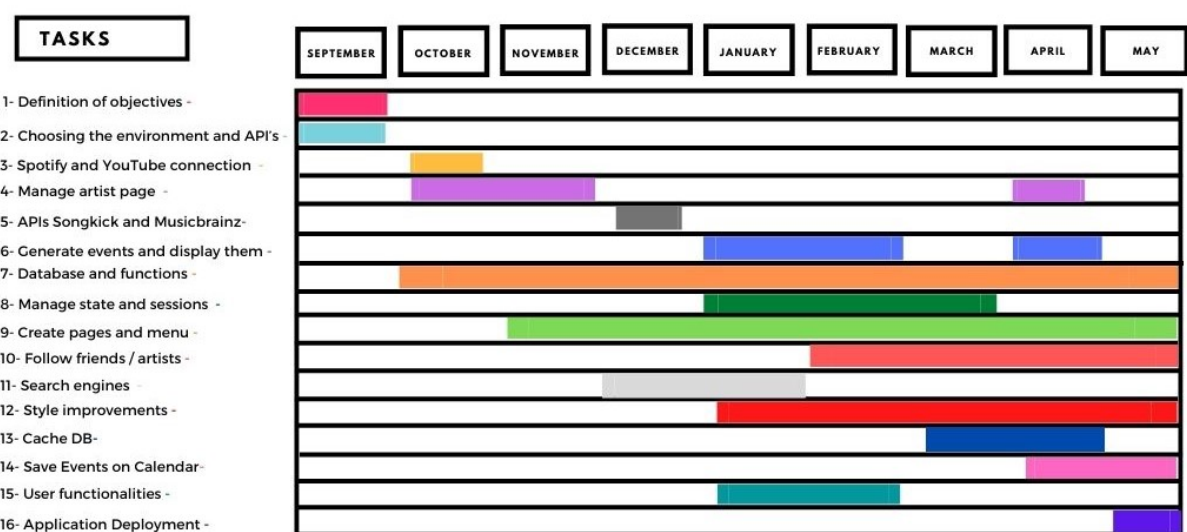 TASKS
SEPTEMBER
OCTOBER
NOVEMBER
DECEMBER
JANUARY
FEBRUARY
MARCH
APRIL
MAY
1- Definition of objectives -
2- Choosing the environment and API's -
3- Spotify and YouTube connection -
4- Manage artist page -
5- APIs Songkick and Musicbrainz-
6- Generate events and display them -
7- Database and functions -
8- Manage state and sessions -
9- Create pages and menu -
10- Follow friends / artists -
11- Search engines -
12- Style improvements -
13- Cache DB-
14- Save Events on Calendar-
15- User functionalities -
16- Application Deployment -